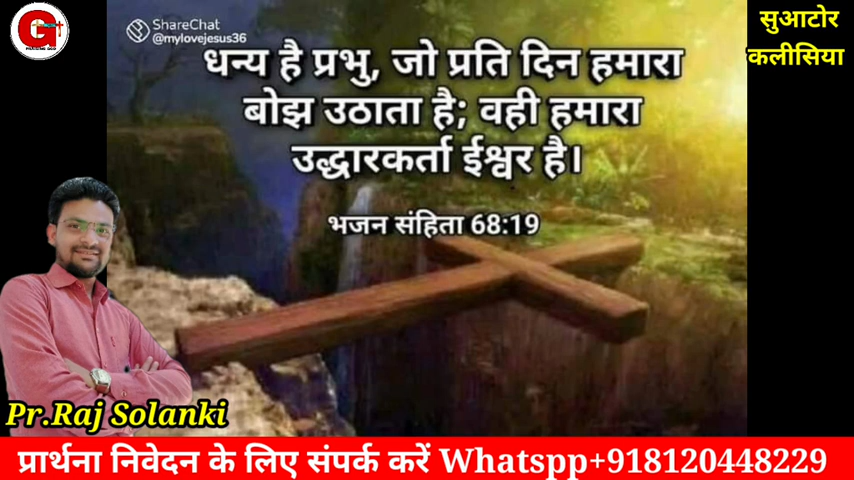 ShareChat
@mylovejesus36
सुआटोर
कलीसिया
धन्य है प्रभु, जो प्रति दिन हमारा
बोझ उठाता है; वही हमारा
उद्धारकर्ता ईश्वर है।
भजन संहिता 68:19
Pr.Raj Solanki
प्रार्थना निवेदन के लिए संपर्क करें Whatspp+918120448229